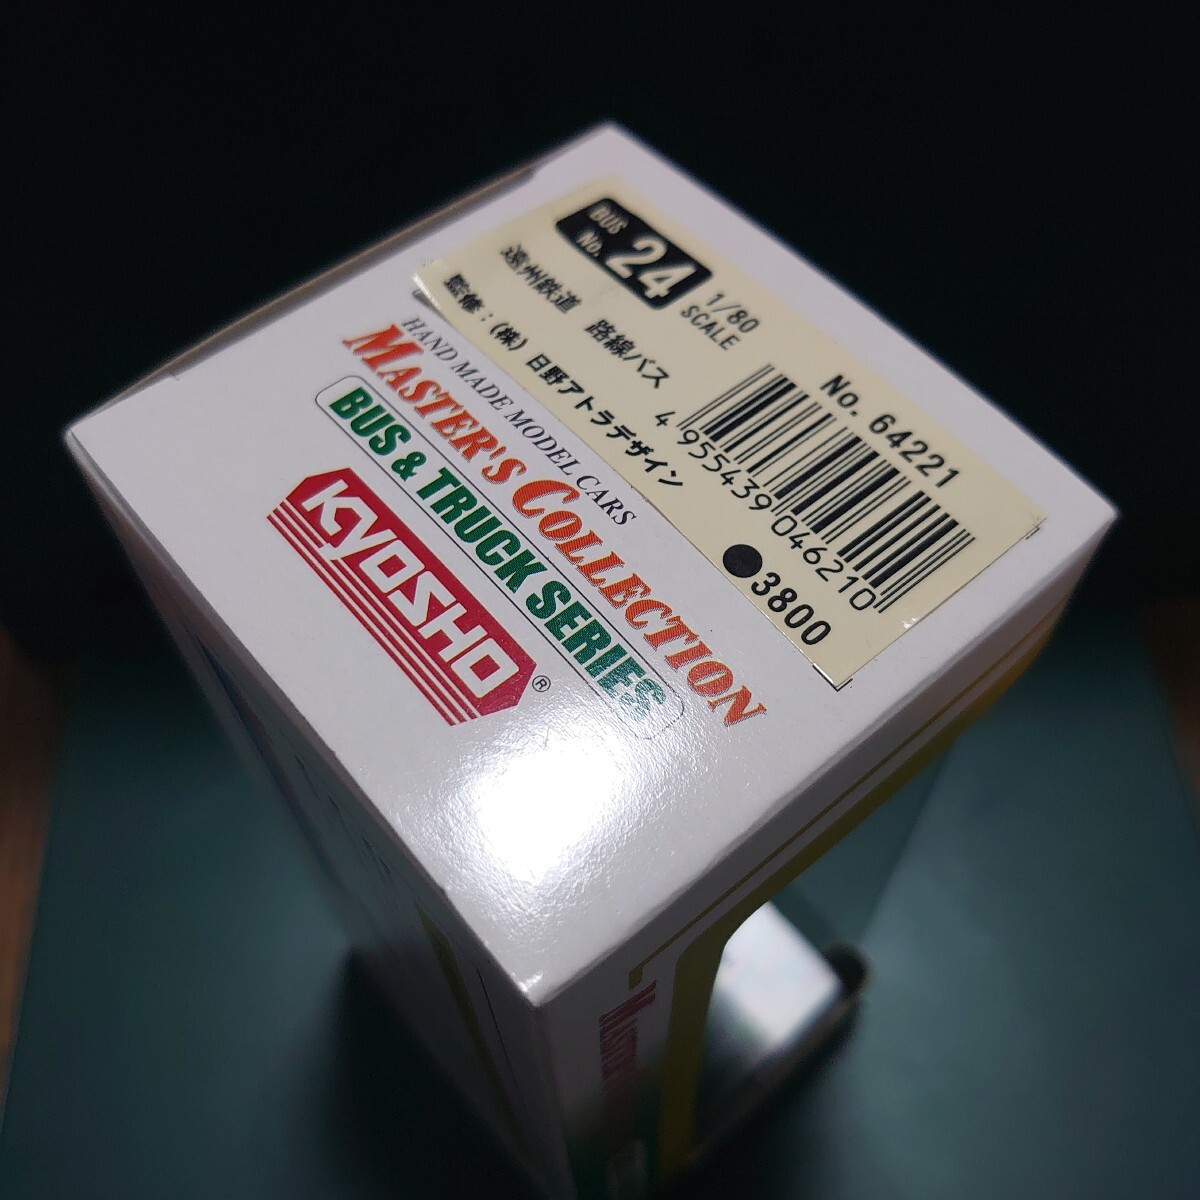 BUS No. 24
1/80 SCALE
No. 64221
遠州鉄道 路線バス
監修：(株)日野アトラデザイン
4 955439 046210
●3800
HAND MADE MODEL CARS
MASTER'S COLLECTION
BUS & TRUCK SERIES
KYOSHO®